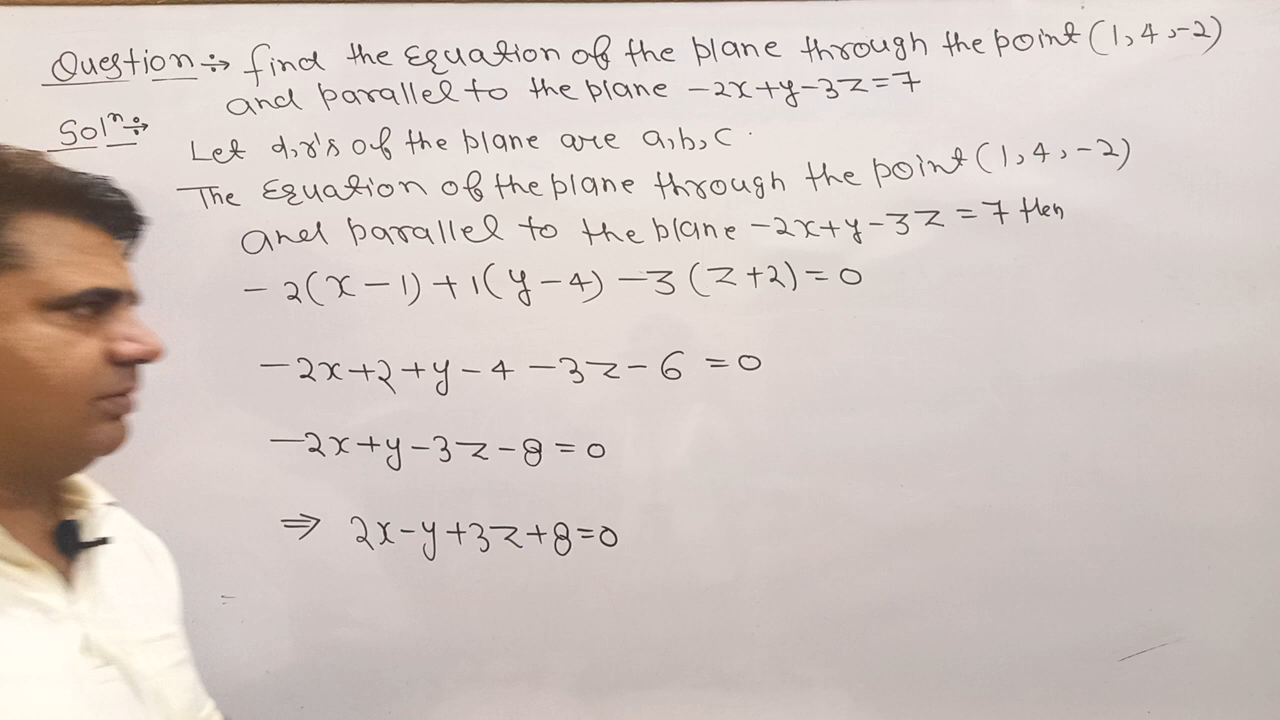 Question :→ find the Equation of the plane through the point (1, 4, -2)
and parallel to the plane -2x+y-3z=7
Solⁿ :→
Let d,r's of the plane are a,b,c.
The Equation of the plane through the point (1, 4, -2)
and parallel to the plane -2x+y-3z=7 then
-2(x-1)+1(y-4)-3(z+2)=0
-2x+2+y-4-3z-6=0
-2x+y-3z-8=0
⇒ 2x-y+3z+8=0